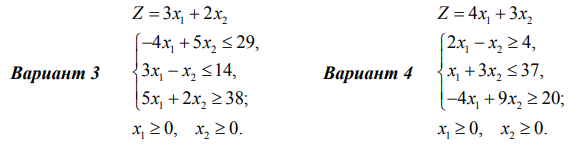 Z = 3x₁ + 2x₂
Вариант 3
−4x₁ + 5x₂ ≤ 29,
3x₁ − x₂ ≤ 14,
5x₁ + 2x₂ ≥ 38;
x₁ ≥ 0, x₂ ≥ 0.
Z = 4x₁ + 3x₂
Вариант 4
2x₁ − x₂ ≥ 4,
x₁ + 3x₂ ≤ 37,
−4x₁ + 9x₂ ≥ 20;
x₁ ≥ 0, x₂ ≥ 0.